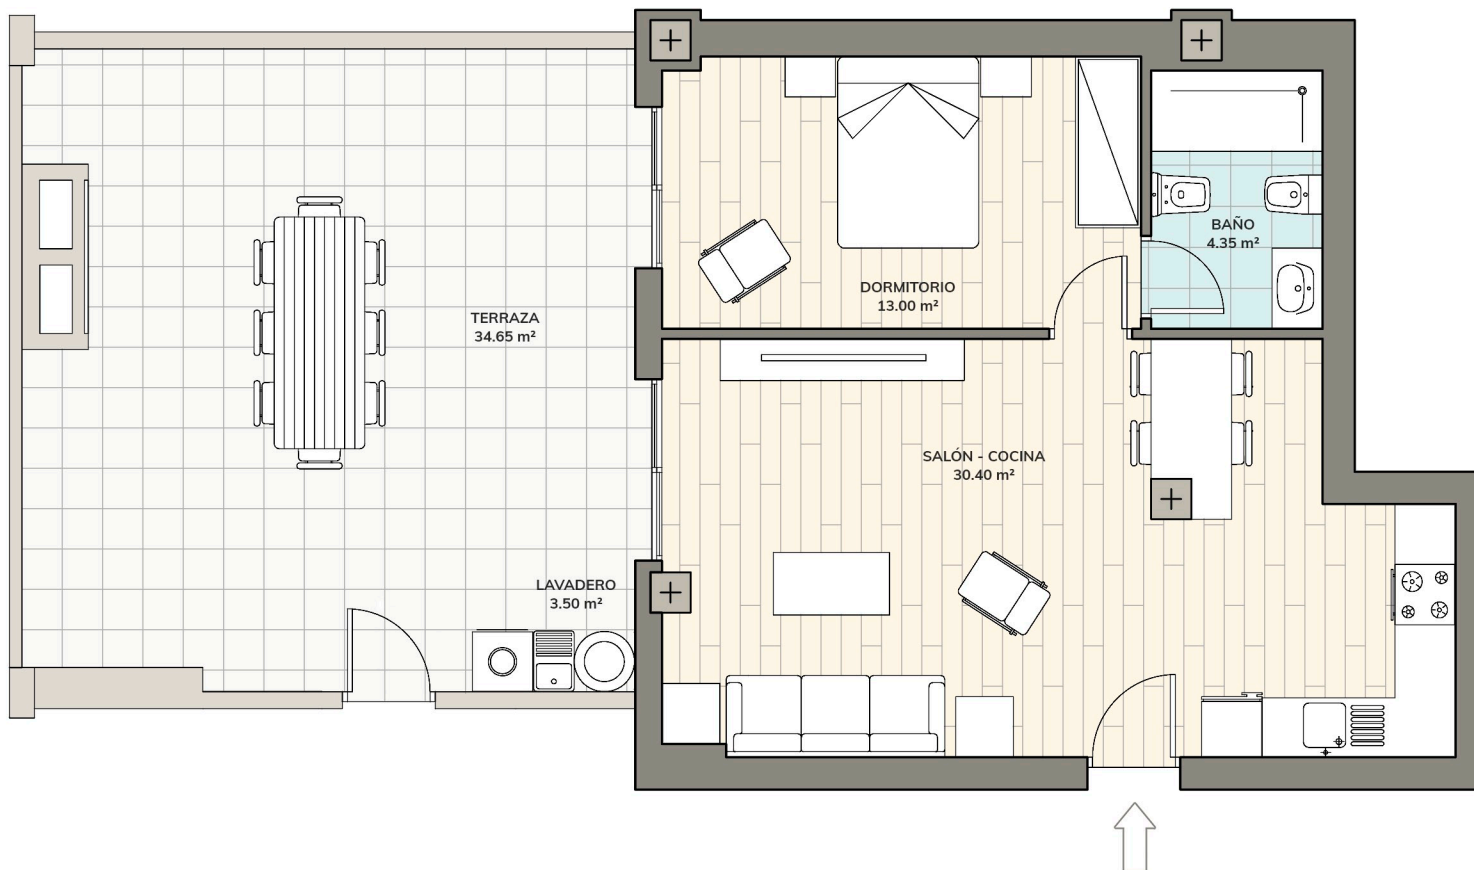 BAÑO
4.35 m²
DORMITORIO
13.00 m²
TERRAZA
34.65 m²
SALÓN - COCINA
30.40 m²
LAVADERO
3.50 m²